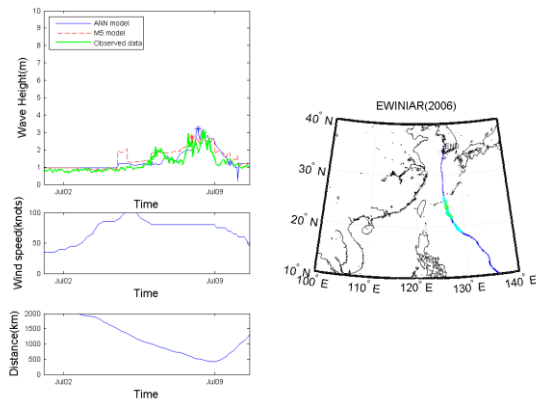 ANN model
M5 model
Observed data
Wave Height(m)
10
9
8
7
6
5
4
3
2
1
0
Jul02
Jul09
Time
Wind speed(knots)
100
50
0
Jul02
Jul09
Time
Distance(km)
2000
1500
1000
500
0
Jul02
Jul09
Time
EWINIAR(2006)
40° N
30° N
20° N
10° N
100° E
110° E
120° E
130° E
140° E